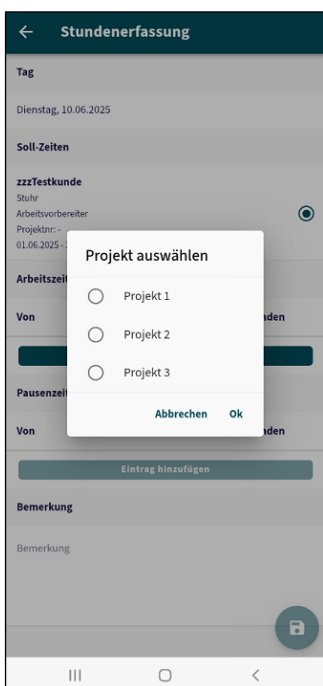 Stundenerfassung
Tag
Dienstag, 10.06.2025
Soll-Zeiten
zzzTestkunde
Stuhr
Arbeitsvorbereiter
Projektnr: -
01.06.2025 -
Projekt auswählen
Arbeitszeit
Projekt 1
Von
nden
Projekt 2
Projekt 3
Pausenzeit
Abbrechen Ok
Von
nden
Eintrag hinzufügen
Bemerkung
Bemerkung